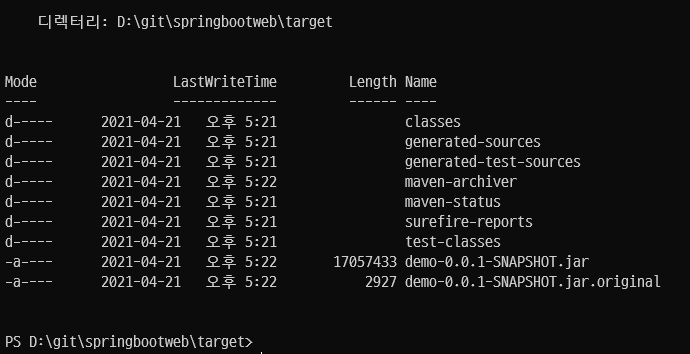 디렉터리: D:\git\springbootweb\target
Mode LastWriteTime Length Name
---- ------------- ------ ----
d----- 2021-04-21 오후 5:21 classes
d----- 2021-04-21 오후 5:21 generated-sources
d----- 2021-04-21 오후 5:21 generated-test-sources
d----- 2021-04-21 오후 5:22 maven-archiver
d----- 2021-04-21 오후 5:21 maven-status
d----- 2021-04-21 오후 5:21 surefire-reports
d----- 2021-04-21 오후 5:21 test-classes
-a---- 2021-04-21 오후 5:22 17057433 demo-0.0.1-SNAPSHOT.jar
-a---- 2021-04-21 오후 5:22 2927 demo-0.0.1-SNAPSHOT.jar.original
PS D:\git\springbootweb\target>